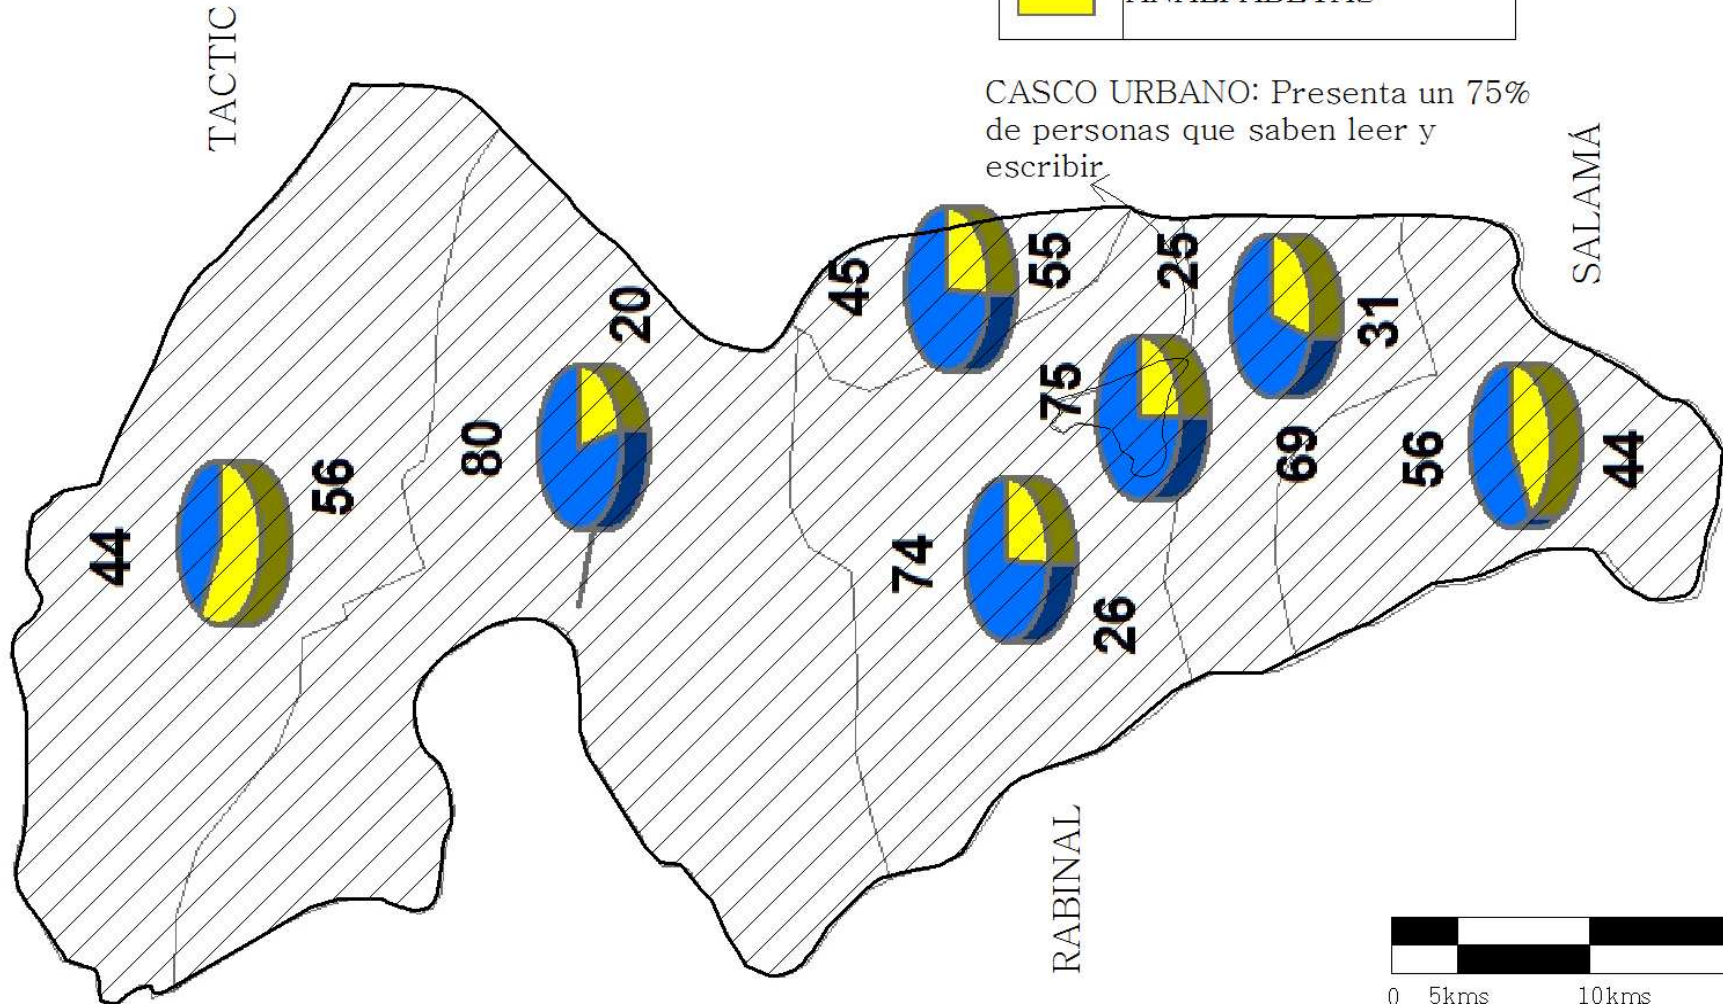 TACTIC
ANALFABETAS
CASCO URBANO: Presenta un 75%
de personas que saben leer y
escribir
SALAMÁ
45
55
25
20
31
75
80
56
69
56
44
44
74
26
RABINAL
0 5kms 10kms